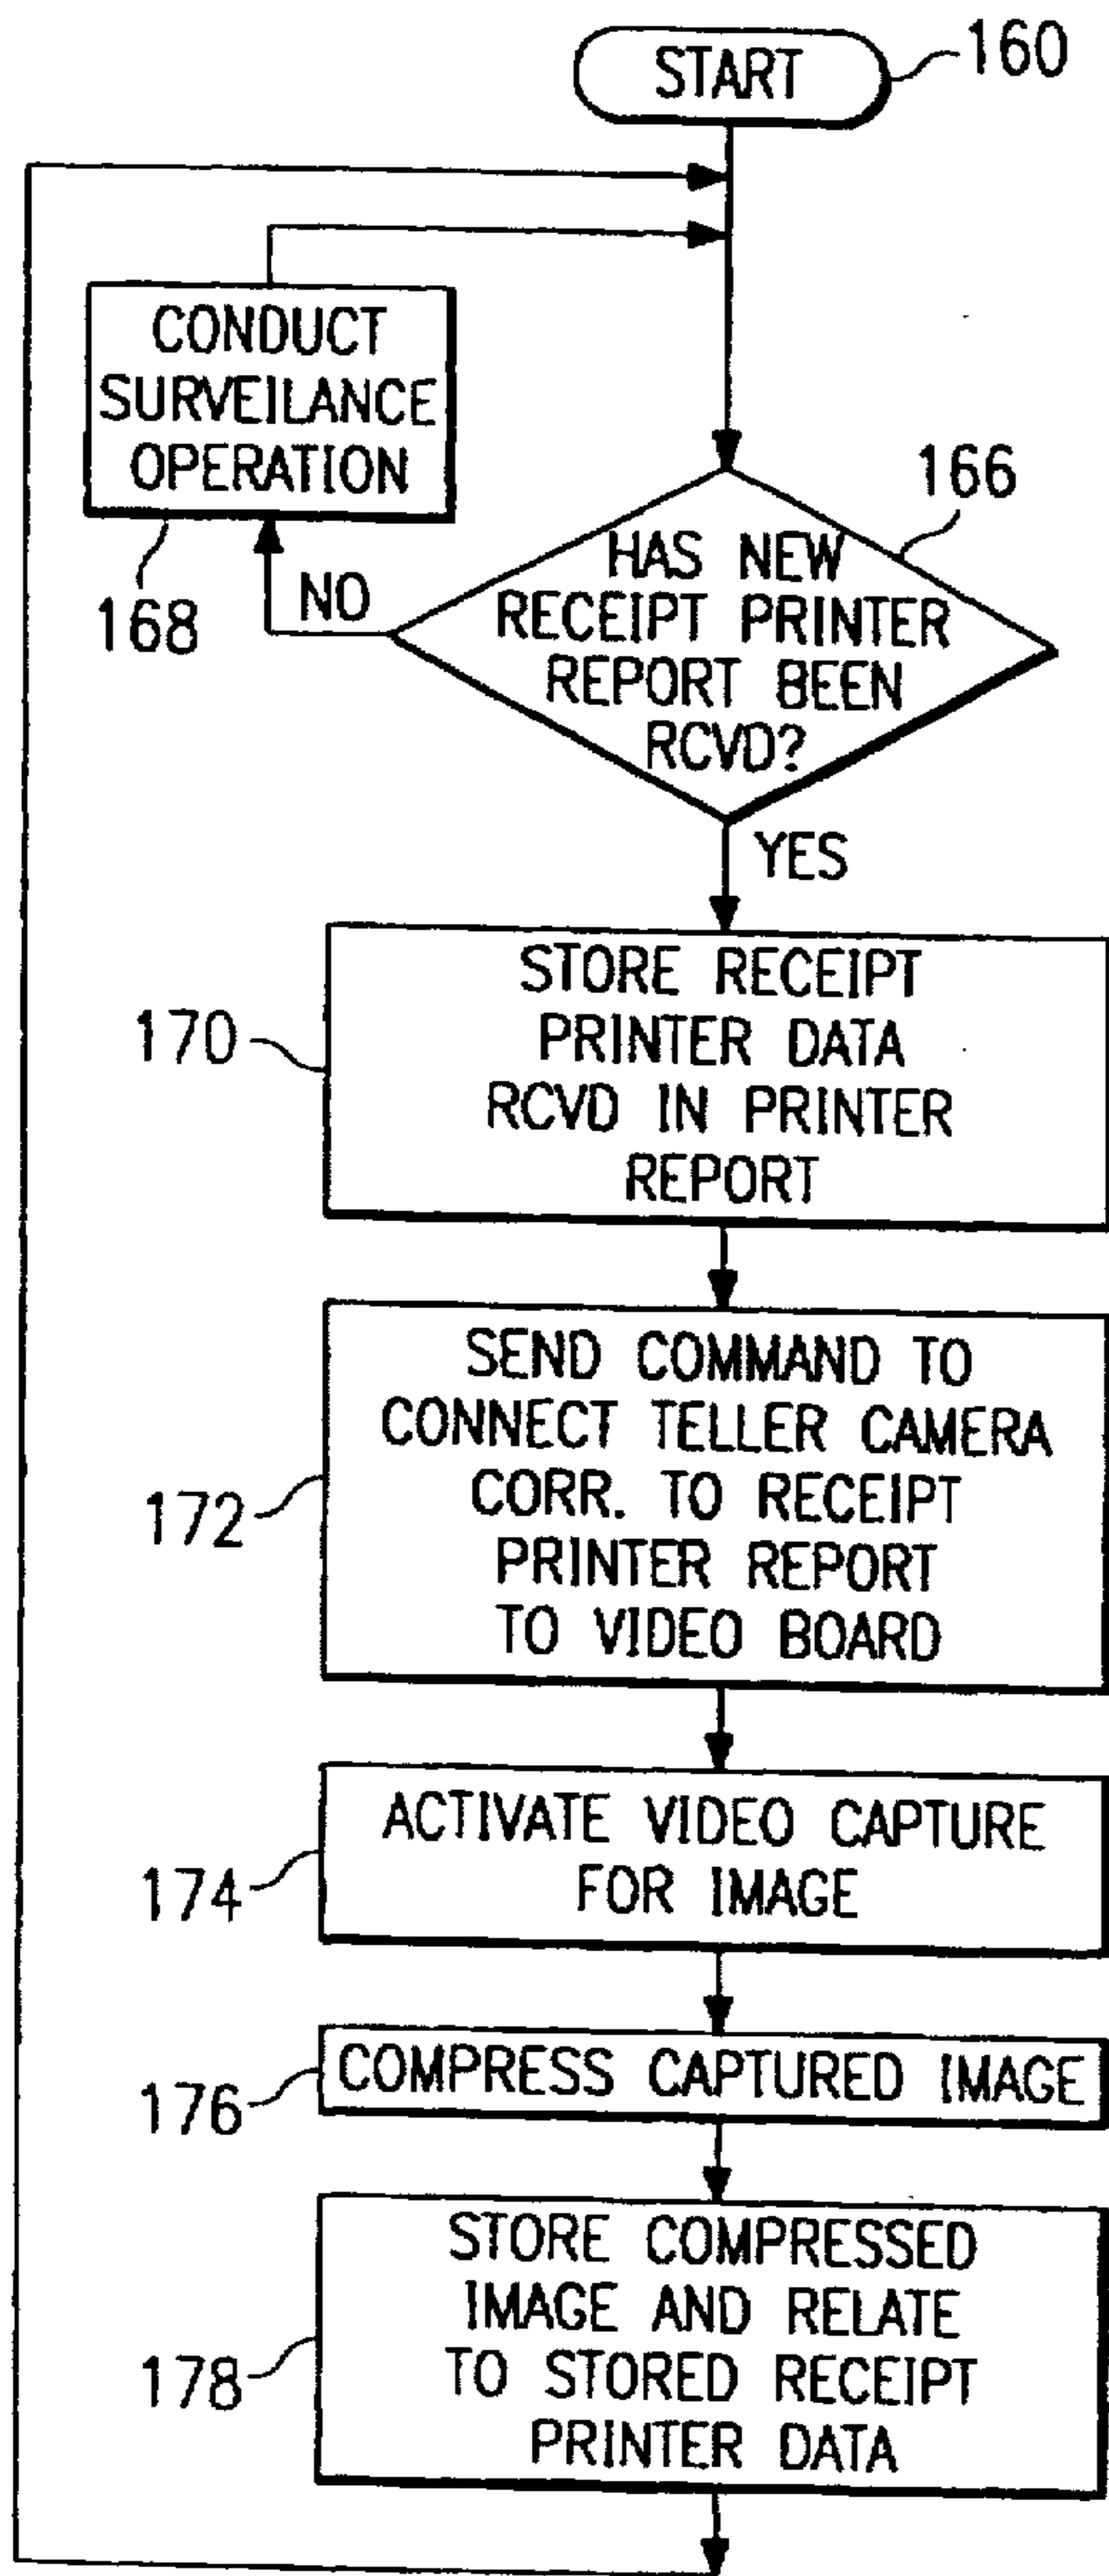 START
160
CONDUCT
SURVEILANCE
OPERATION
168
NO
166
HAS NEW
RECEIPT PRINTER
REPORT BEEN
RCVD?
YES
170
STORE RECEIPT
PRINTER DATA
RCVD IN PRINTER
REPORT
172
SEND COMMAND TO
CONNECT TELLER CAMERA
CORR. TO RECEIPT
PRINTER REPORT
TO VIDEO BOARD
174
ACTIVATE VIDEO CAPTURE
FOR IMAGE
176
COMPRESS CAPTURED IMAGE
178
STORE COMPRESSED
IMAGE AND RELATE
TO STORED RECEIPT
PRINTER DATA